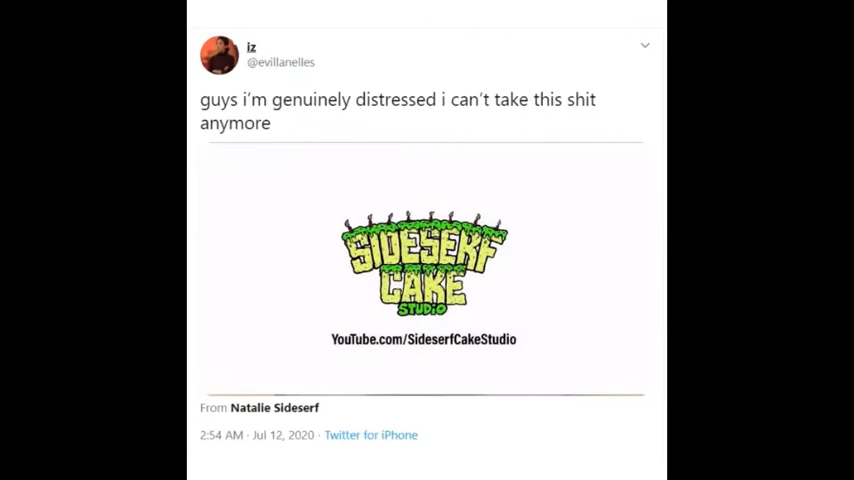 iz
@evillanelles
guys i'm genuinely distressed i can't take this shit
anymore
SIDESERF
CAKE
STUDIO
YouTube.com/SideserfCakeStudio
From Natalie Sideserf
2:54 AM · Jul 12, 2020 · Twitter for iPhone